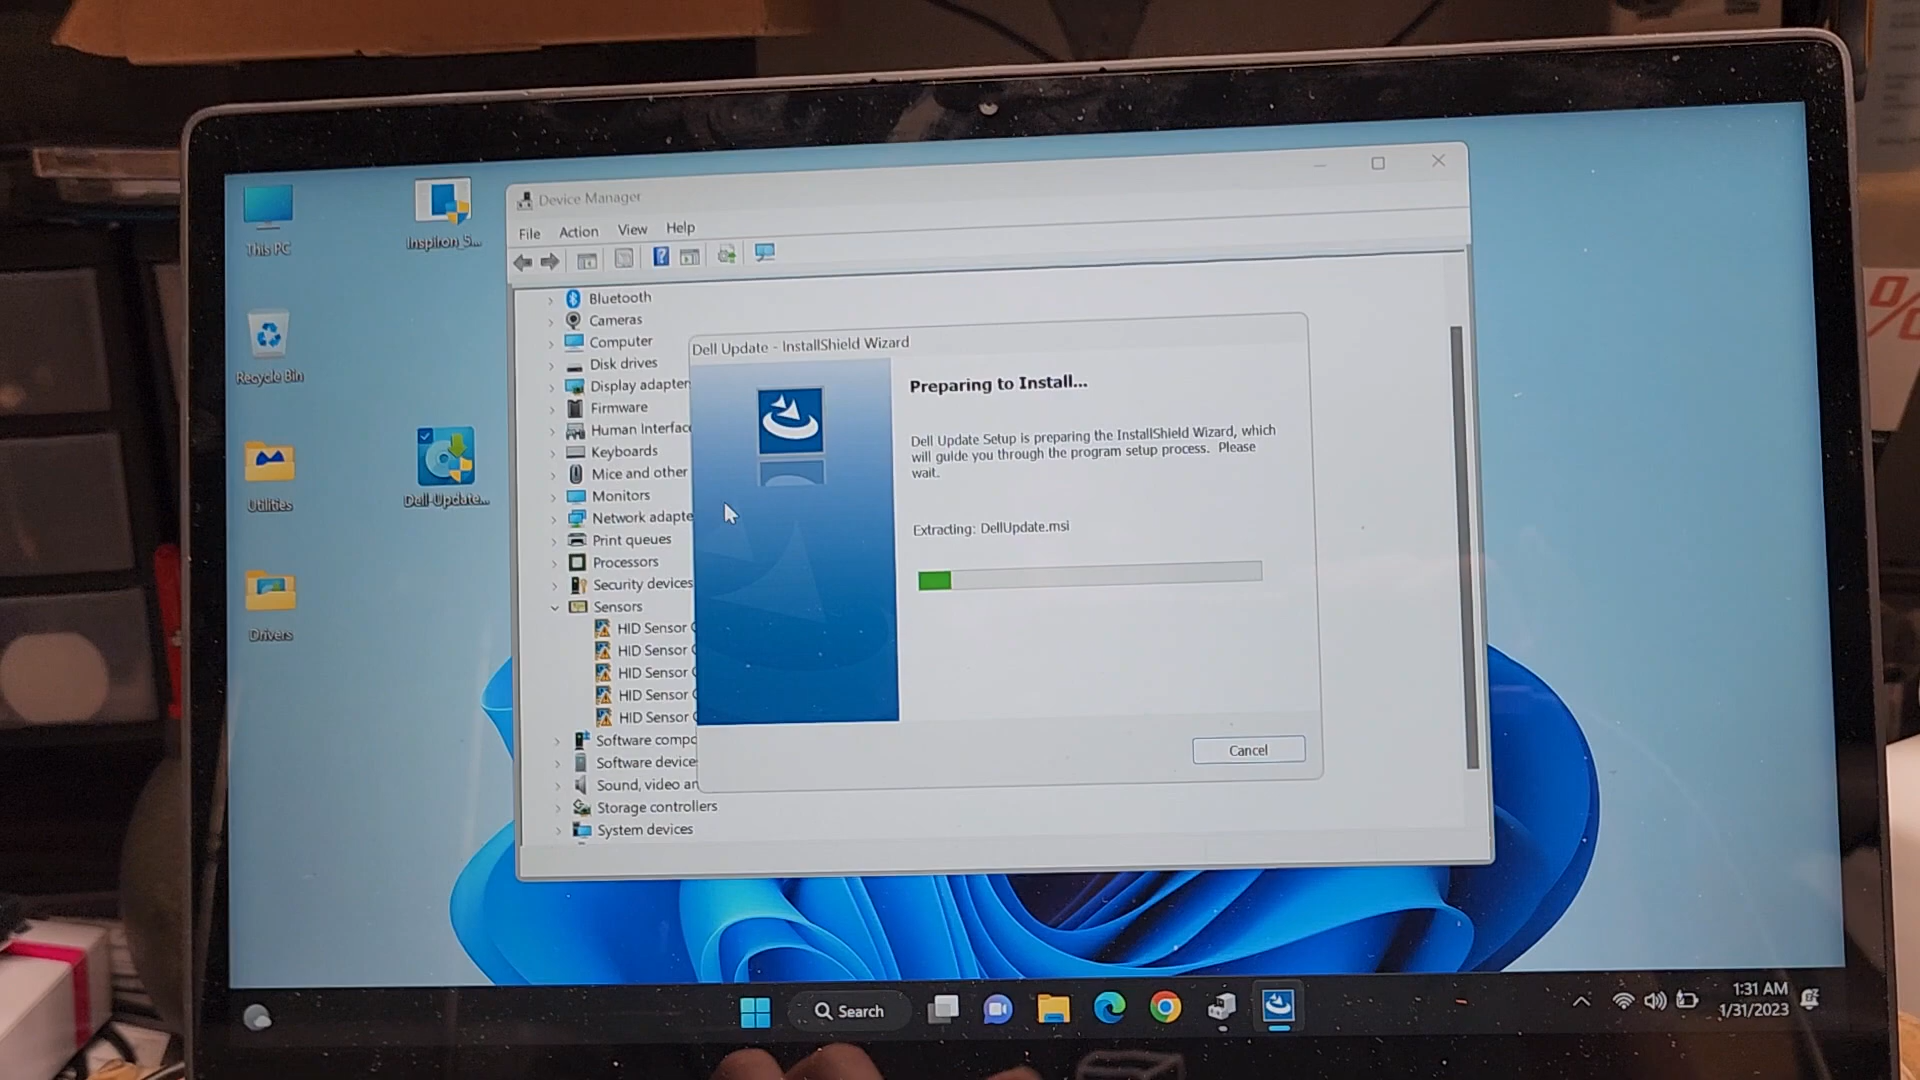 This PC
Inspiron_S...
Recycle Bin
Utilities
Dell-Update...
Drivers
Device Manager
File Action View Help
Bluetooth
Cameras
Computer
Disk drives
Display adapter
Firmware
Human Interfac
Keyboards
Mice and other
Monitors
Network adapte
Print queues
Processors
Security devices
Sensors
HID Sensor C
HID Sensor C
HID Sensor C
HID Sensor C
HID Sensor C
Software compo
Software device
Sound, video an
Storage controllers
System devices
Dell Update - InstallShield Wizard
Preparing to Install...
Dell Update Setup is preparing the InstallShield Wizard, which
will guide you through the program setup process. Please
wait.
Extracting: DellUpdate.msi
Cancel
Search
1:31 AM
1/31/2023
%